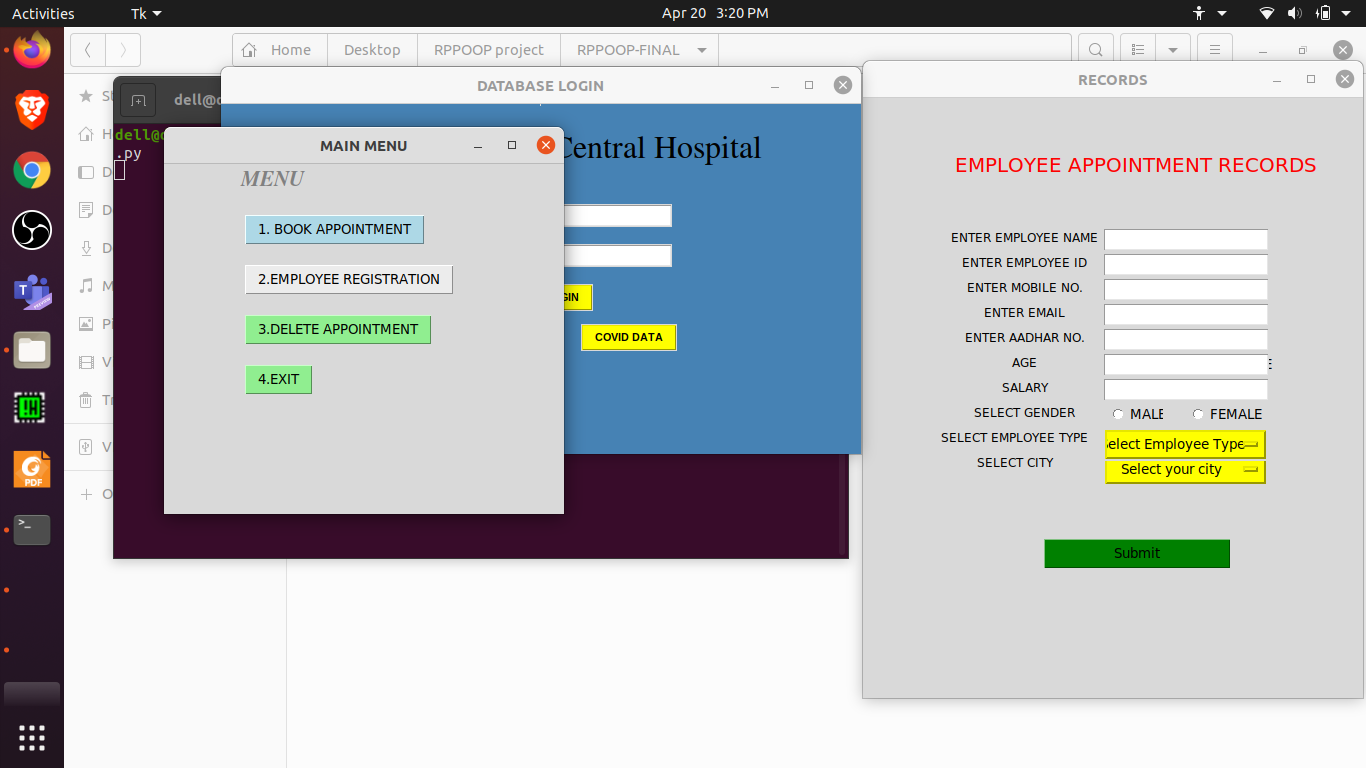 Activities
Tk
Apr 20 3:20 PM
Home
Desktop
RPPOOP project
RPPOOP-FINAL
dell@
dell@
.py
DATABASE LOGIN
Central Hospital
GIN
COVID DATA
MAIN MENU
MENU
1. BOOK APPOINTMENT
2.EMPLOYEE REGISTRATION
3.DELETE APPOINTMENT
4.EXIT
RECORDS
EMPLOYEE APPOINTMENT RECORDS
ENTER EMPLOYEE NAME
ENTER EMPLOYEE ID
ENTER MOBILE NO.
ENTER EMAIL
ENTER AADHAR NO.
AGE
SALARY
SELECT GENDER MALE FEMALE
SELECT EMPLOYEE TYPE elect Employee Type
SELECT CITY Select your city
Submit
PDF